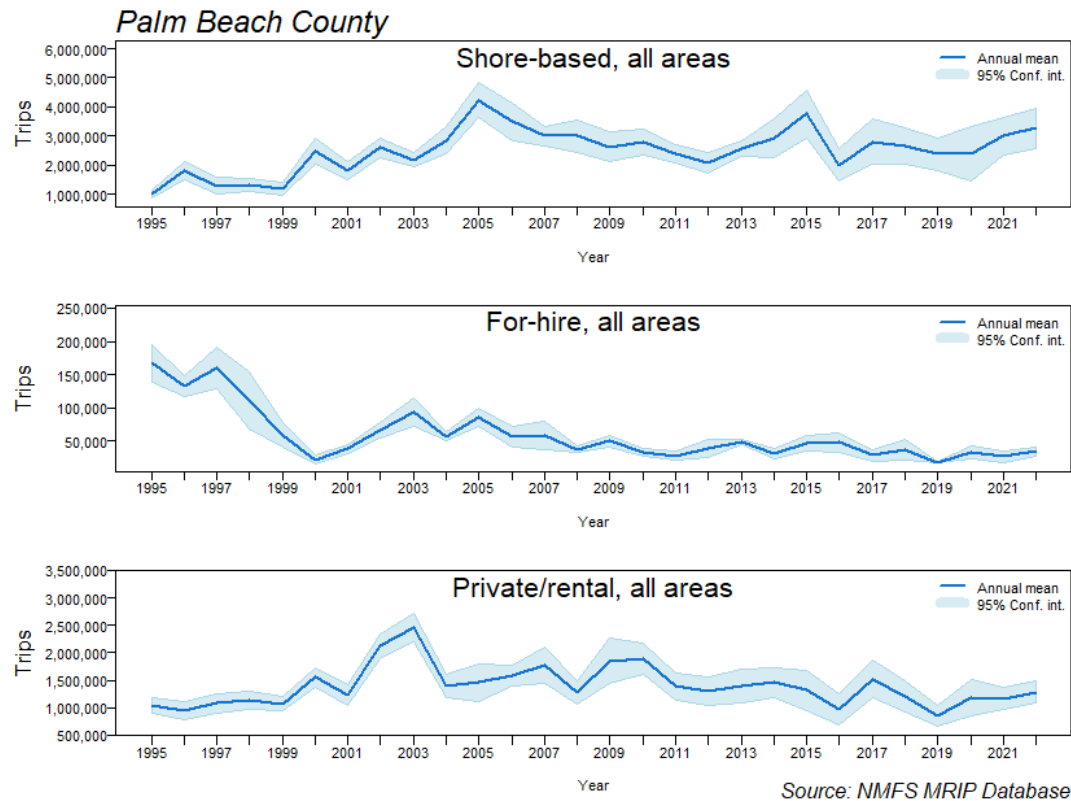 Palm Beach County
Shore-based, all areas
Annual mean
95% Conf. int.
6,000,000
5,000,000
4,000,000
3,000,000
2,000,000
1,000,000
Trips
1995 1997 1999 2001 2003 2005 2007 2009 2011 2013 2015 2017 2019 2021
Year
For-hire, all areas
Annual mean
95% Conf. int.
250,000
200,000
150,000
100,000
50,000
Trips
1995 1997 1999 2001 2003 2005 2007 2009 2011 2013 2015 2017 2019 2021
Year
Private/rental, all areas
Annual mean
95% Conf. int.
3,500,000
3,000,000
2,500,000
2,000,000
1,500,000
1,000,000
500,000
Trips
1995 1997 1999 2001 2003 2005 2007 2009 2011 2013 2015 2017 2019 2021
Year
Source: NMFS MRIP Database